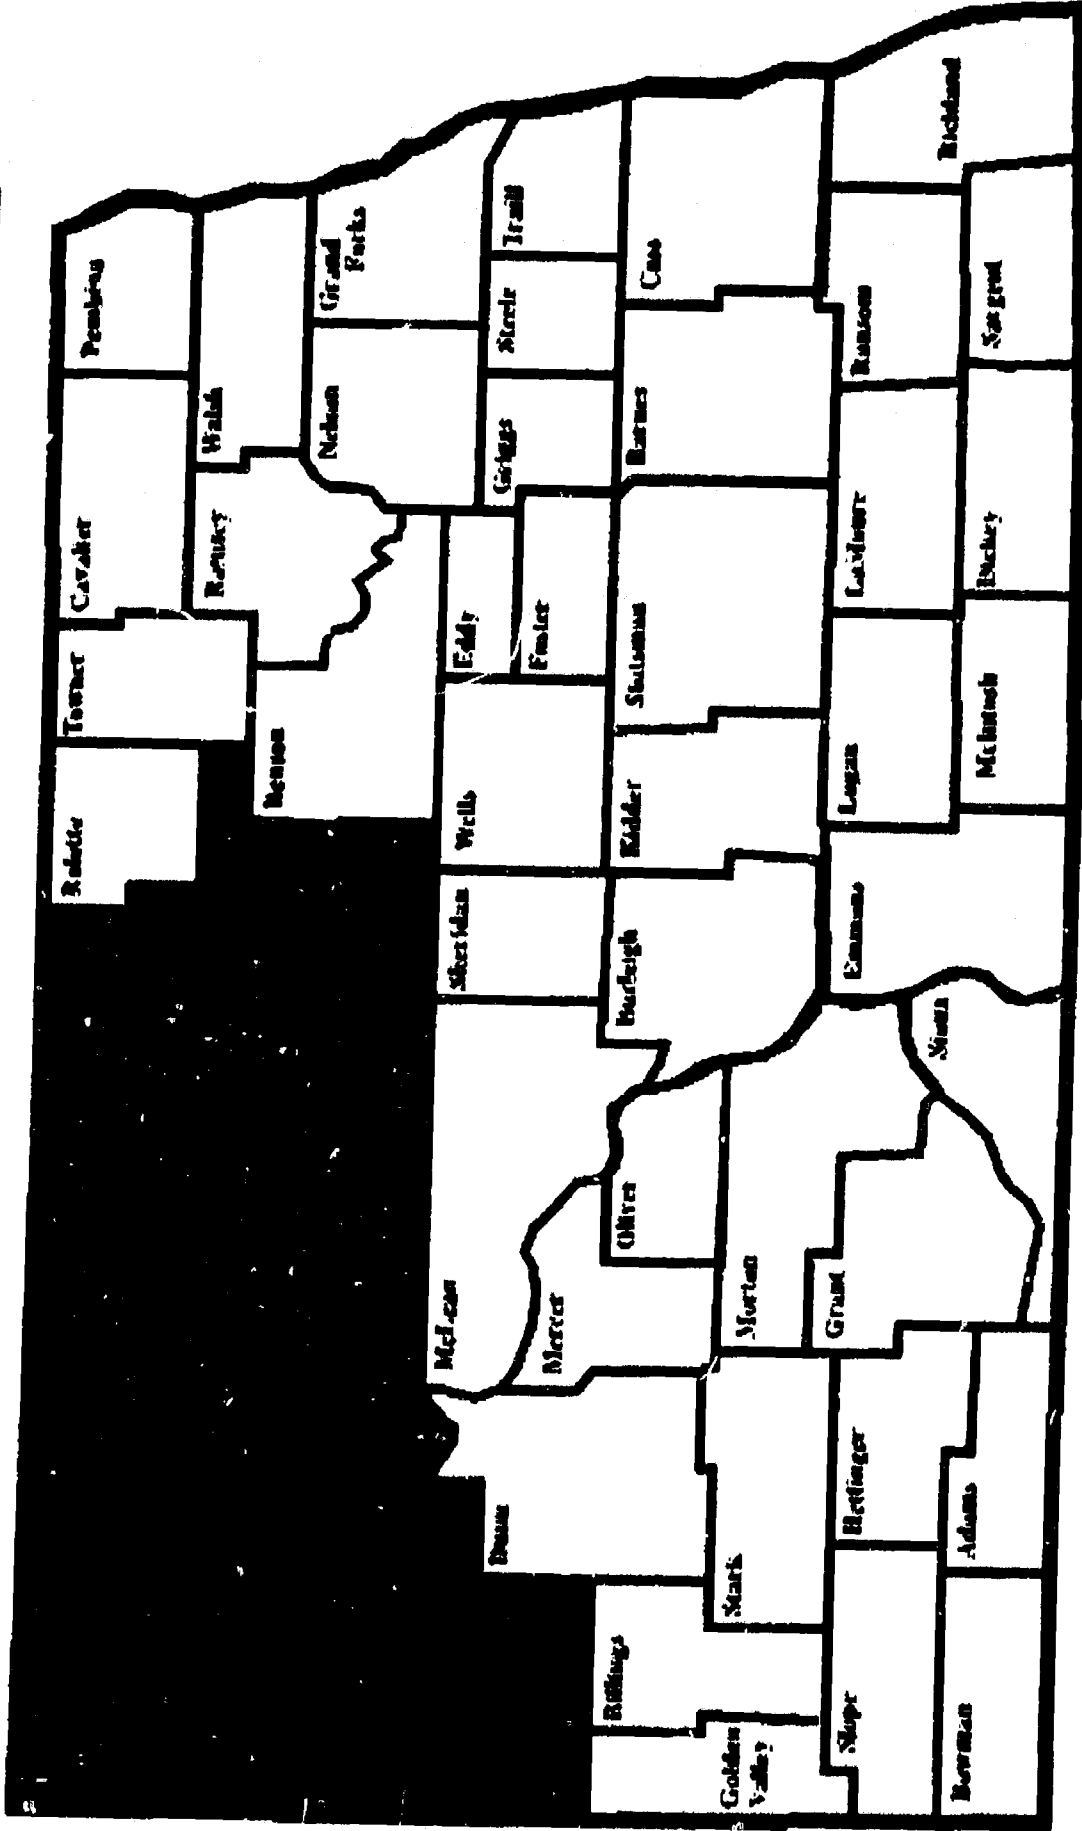 Rolette
Towner
Cavalier
Pembina
Benson
Ramsey
Walsh
Nelson
Grand
Forks
McLean
Sheridan
Wells
Eddy
Foster
Griggs
Steele
Traill
Dunn
Mercer
Oliver
Burleigh
Kidder
Stutsman
Barnes
Cass
Billings
Golden
Valley
Stark
Morton
Grant
Sioux
Emmons
Logan
LaMoure
Ransom
Richland
Slope
Hettinger
Bowman
Adams
McIntosh
Dickey
Sargent